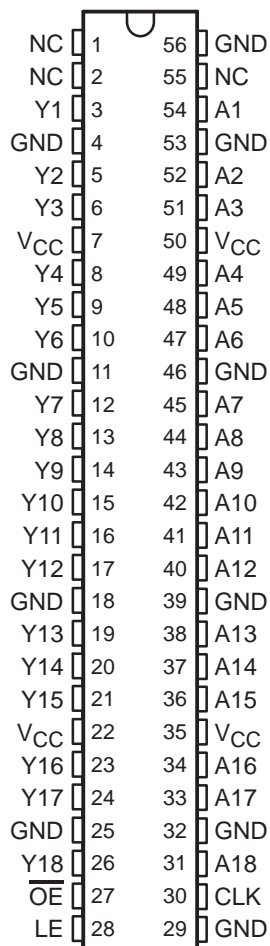 NC 1 56 GND
NC 2 55 NC
Y1 3 54 A1
GND 4 53 GND
Y2 5 52 A2
Y3 6 51 A3
VCC 7 50 VCC
Y4 8 49 A4
Y5 9 48 A5
Y6 10 47 A6
GND 11 46 GND
Y7 12 45 A7
Y8 13 44 A8
Y9 14 43 A9
Y10 15 42 A10
Y11 16 41 A11
Y12 17 40 A12
GND 18 39 GND
Y13 19 38 A13
Y14 20 37 A14
Y15 21 36 A15
VCC 22 35 VCC
Y16 23 34 A16
Y17 24 33 A17
GND 25 32 GND
Y18 26 31 A18
O̅E̅ 27 30 CLK
LE 28 29 GND